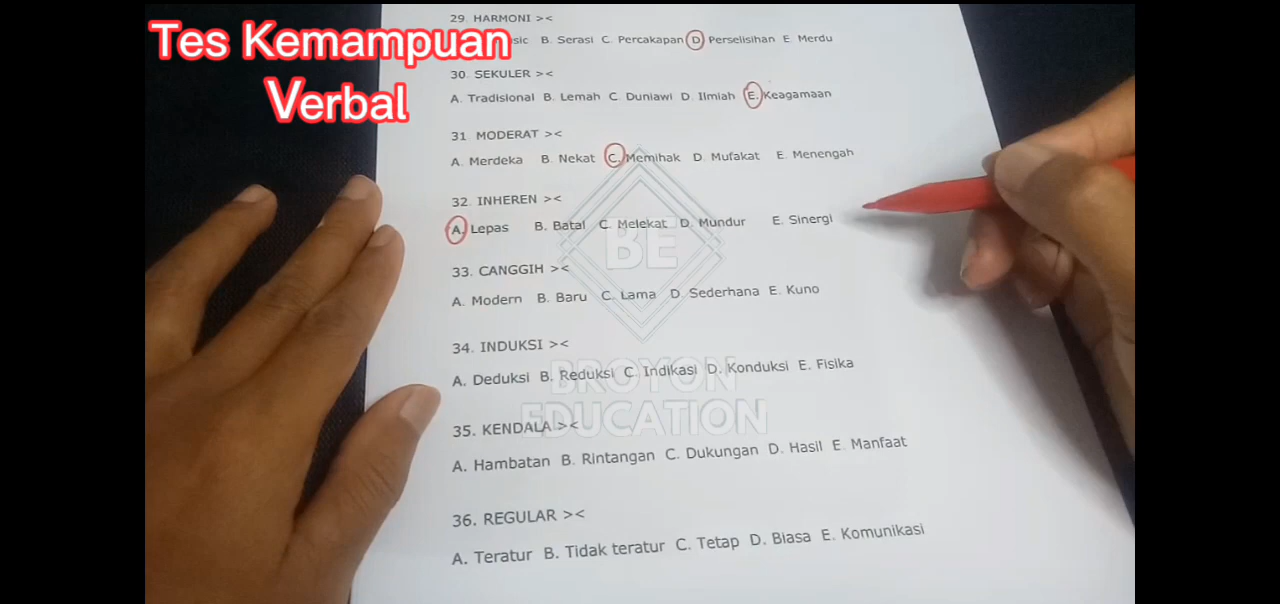 Tes Kemampuan
Verbal
29. HARMONI ><
B. Serasi C. Percakapan D. Perselisihan E. Merdu
30. SEKULER ><
A. Tradisional B. Lemah C. Duniawi D. Ilmiah E. Keagamaan
31. MODERAT ><
A. Merdeka B. Nekat C. Memihak D. Mufakat E. Menengah
32. INHEREN ><
A. Lepas B. Batal C. Melekat D. Mundur E. Sinergi
33. CANGGIH ><
A. Modern B. Baru C. Lama D. Sederhana E. Kuno
34. INDUKSI ><
A. Deduksi B. Reduksi C. Indikasi D. Konduksi E. Fisika
35. KENDALA ><
A. Hambatan B. Rintangan C. Dukungan D. Hasil E. Manfaat
36. REGULAR ><
A. Teratur B. Tidak teratur C. Tetap D. Biasa E. Komunikasi
BE
BROYON
EDUCATION